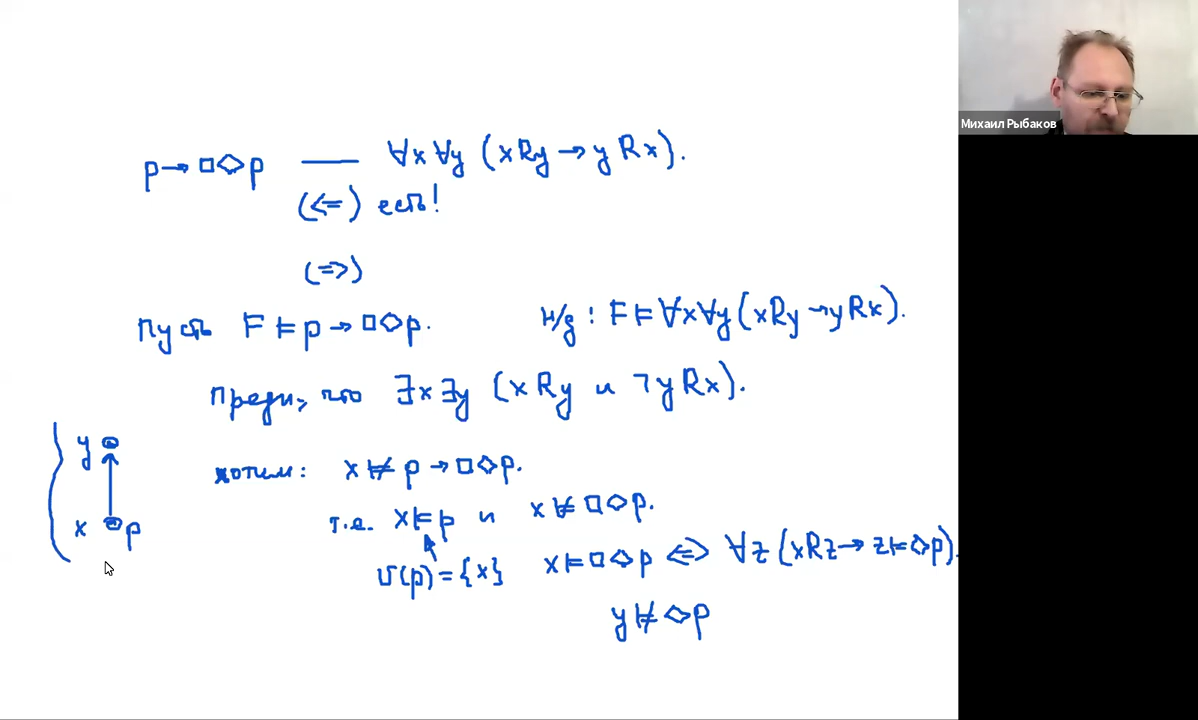 p → □◇p — ∀x∀y (xRy → yRx).
(⇐) есть!
(⇒)
Пусть F ⊨ p → □◇p. н/д: F ⊨ ∀x∀y(xRy → yRx).
Предп, что ∃x∃y (xRy и ¬yRx).
y
хотим: x ⊭ p → □◇p.
x p
т.е. x ⊨ p и x ⊭ □◇p.
v(p) = {x} x ⊨ □◇p ⇔ ∀z (xRz → z ⊨ ◇p).
y ⊭ ◇p
Михаил Рыбаков